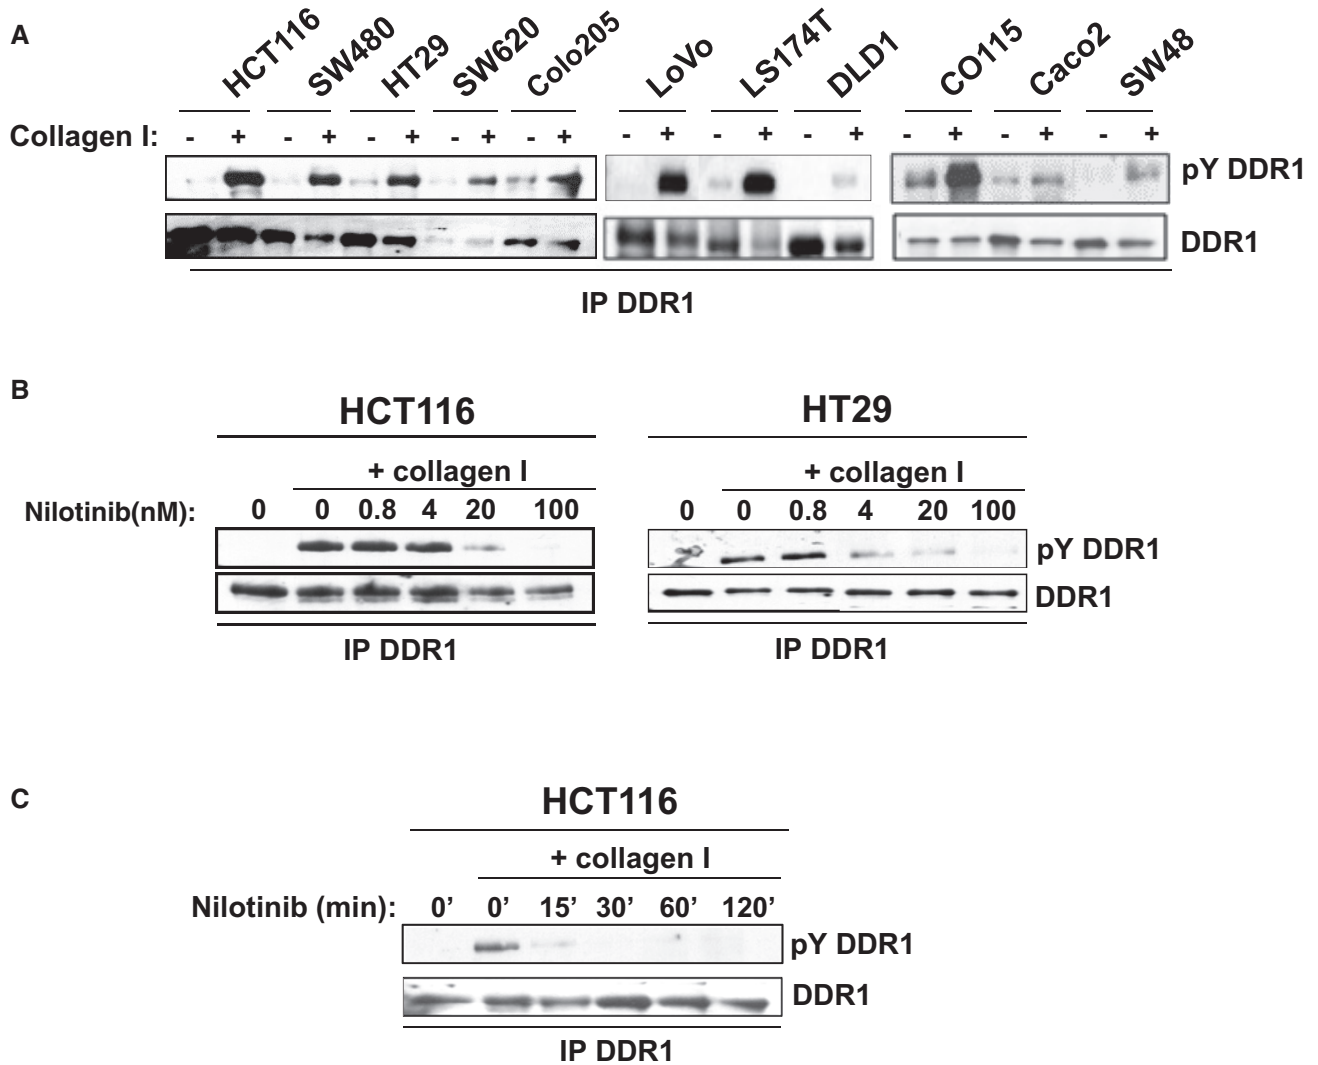 A
HCT116 SW480 HT29 SW620 Colo205 LoVo LS174T DLD1 CO115 Caco2 SW48
Collagen I: - + - + - + - + - + - + - + - + - + - + - +
pY DDR1
DDR1
IP DDR1
B
HCT116 HT29
+ collagen I + collagen I
Nilotinib(nM): 0 0 0.8 4 20 100 0 0 0.8 4 20 100
pY DDR1
DDR1
IP DDR1 IP DDR1
C
HCT116
+ collagen I
Nilotinib (min): 0’ 0’ 15’ 30’ 60’ 120’
pY DDR1
DDR1
IP DDR1